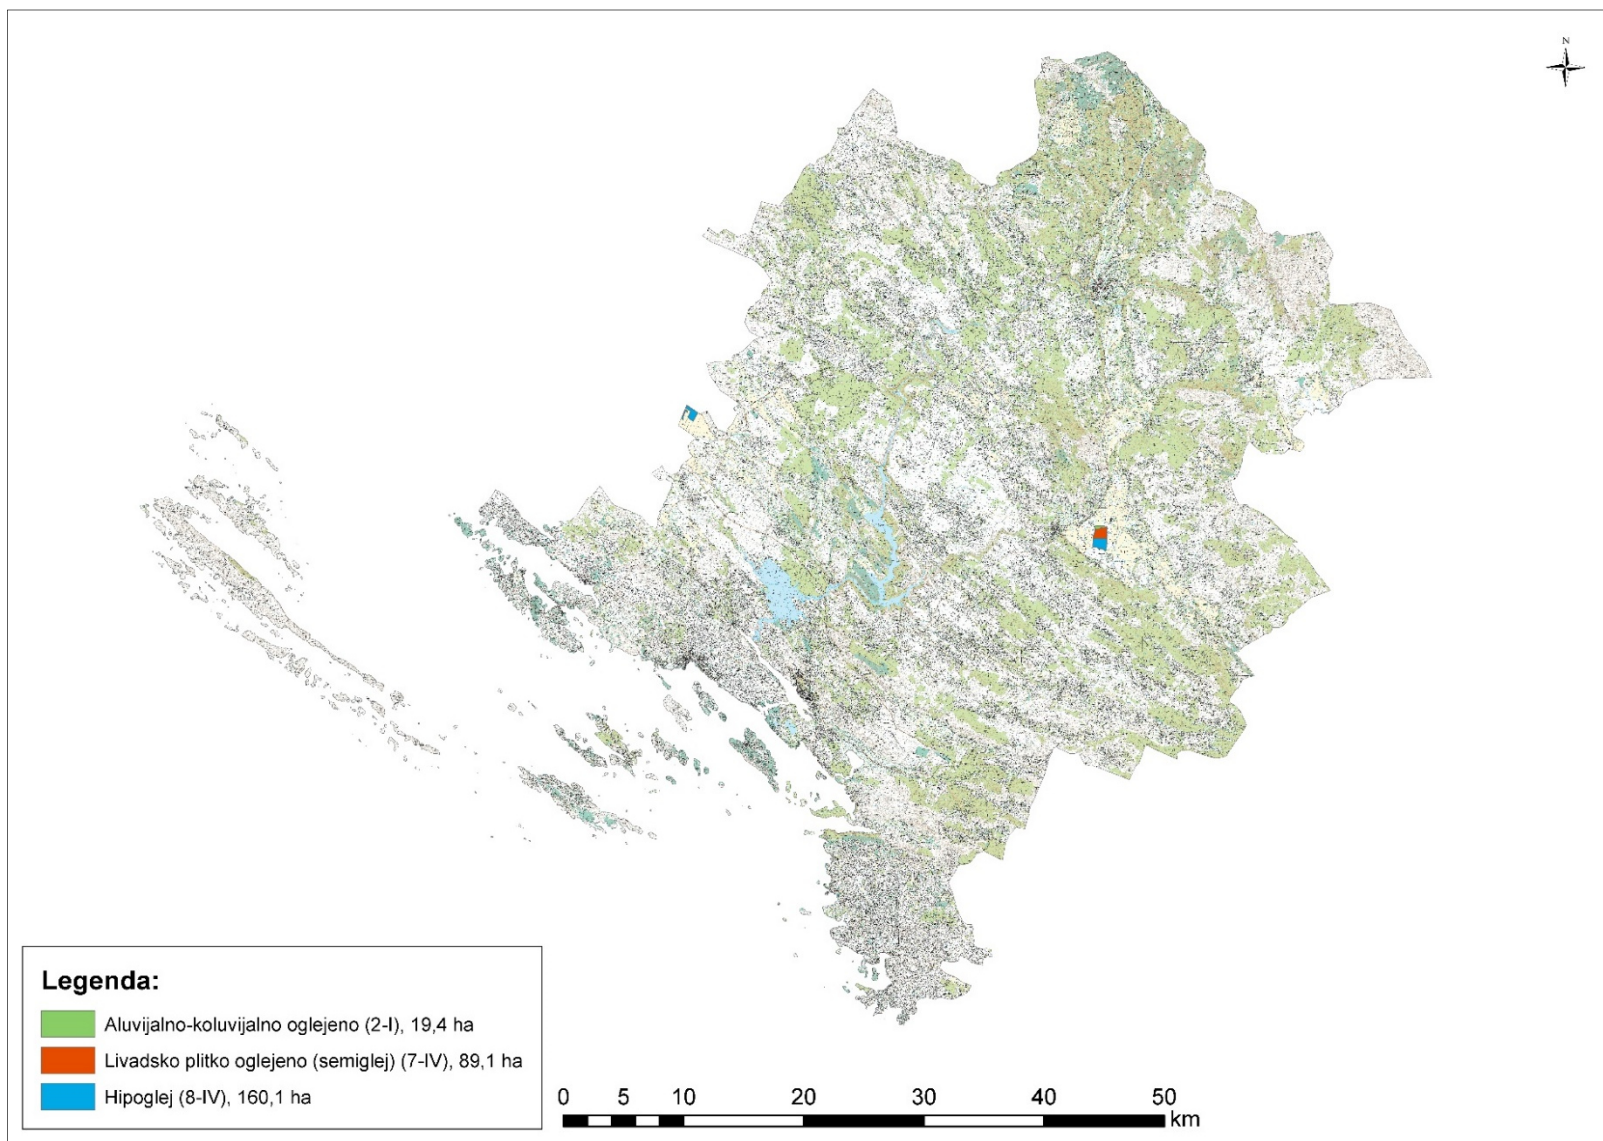 N
Legenda:
Aluvijalno-koluvijalno oglejeno (2-I), 19,4 ha
Livadsko plitko oglejeno (semiglej) (7-IV), 89,1 ha
Hipoglej (8-IV), 160,1 ha
0 5 10 20 30 40 50
km